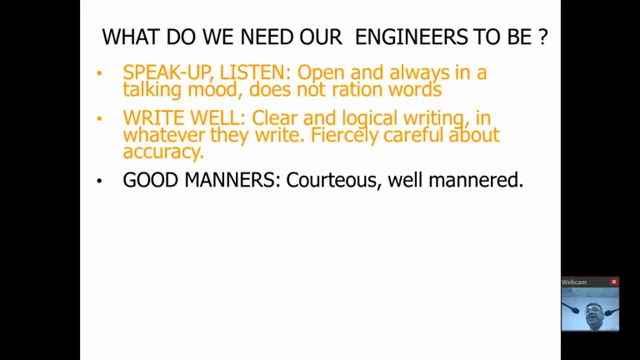 WHAT DO WE NEED OUR ENGINEERS TO BE ?
• SPEAK-UP, LISTEN: Open and always in a
talking mood, does not ration words
• WRITE WELL: Clear and logical writing, in
whatever they write. Fiercely careful about
accuracy.
• GOOD MANNERS: Courteous, well mannered.
Webcam